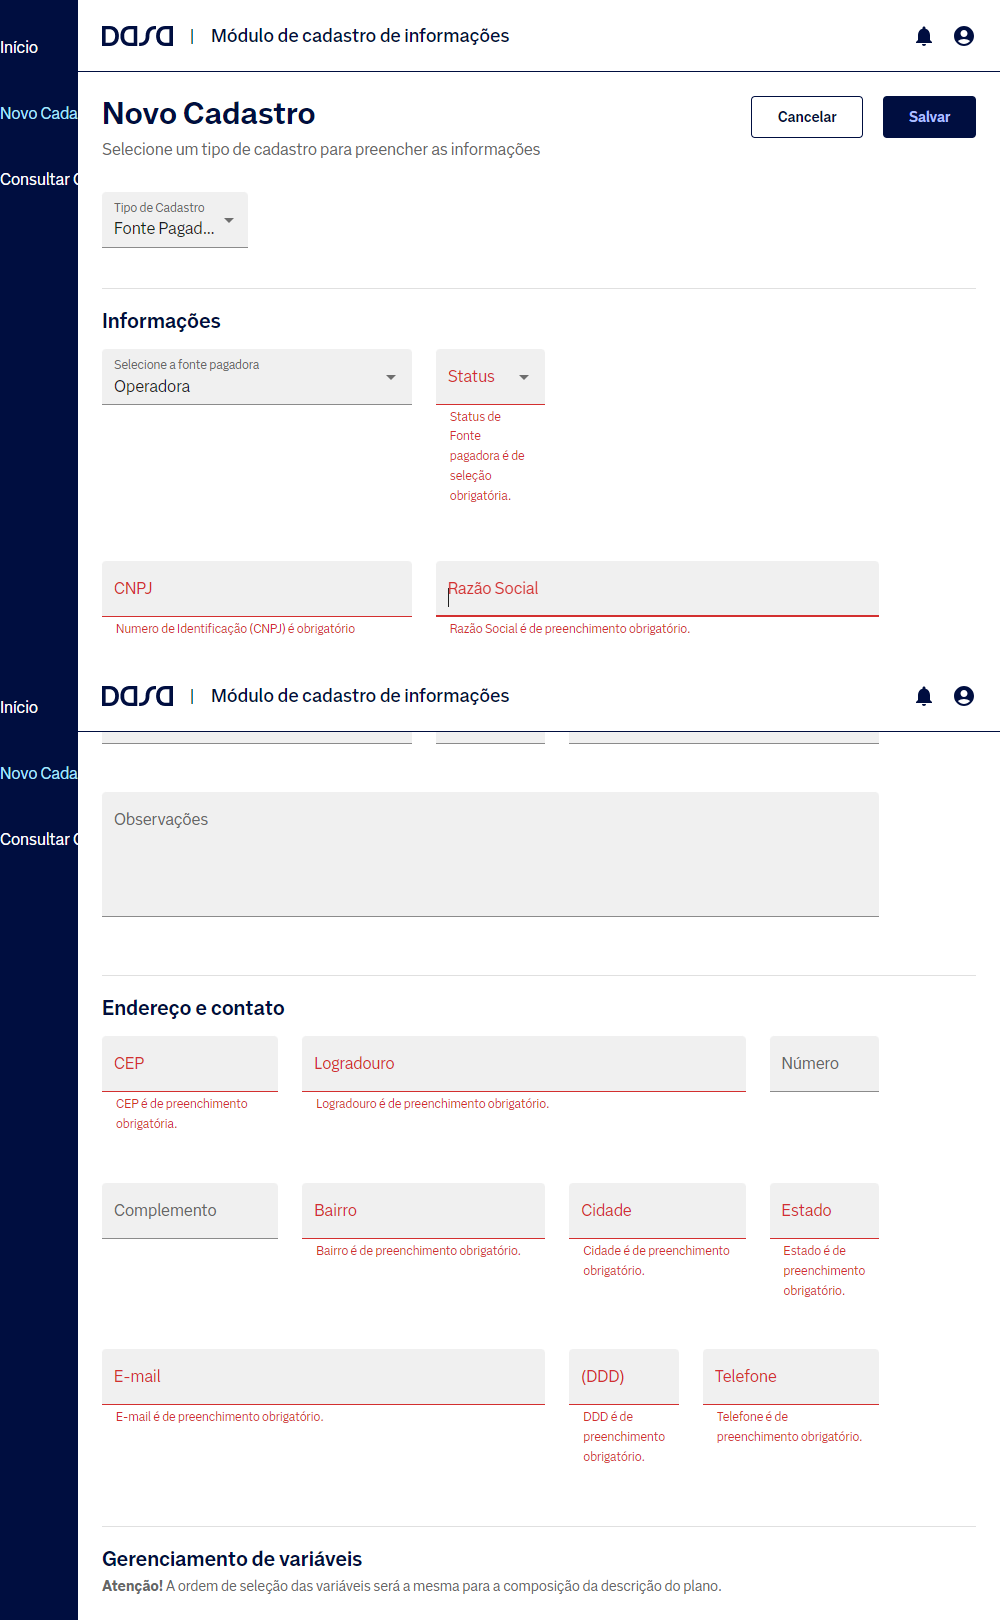 Início
Novo Cada
Consultar C
Dasa | Módulo de cadastro de informações
Novo Cadastro
Selecione um tipo de cadastro para preencher as informações
Cancelar
Salvar
Tipo de Cadastro
Fonte Pagad...
Informações
Selecione a fonte pagadora
Operadora
Status
Status de
Fonte
pagadora é de
seleção
obrigatória.
CNPJ
Numero de Identificação (CNPJ) é obrigatório
Razão Social
Razão Social é de preenchimento obrigatório.
Início
Novo Cada
Consultar C
Dasa | Módulo de cadastro de informações
Observações
Endereço e contato
CEP
CEP é de preenchimento
obrigatória.
Logradouro
Logradouro é de preenchimento obrigatório.
Número
Complemento
Bairro
Bairro é de preenchimento obrigatório.
Cidade
Cidade é de preenchimento
obrigatório.
Estado
Estado é de
preenchimento
obrigatório.
E-mail
E-mail é de preenchimento obrigatório.
(DDD)
DDD é de
preenchimento
obrigatório.
Telefone
Telefone é de
preenchimento obrigatório.
Gerenciamento de variáveis
Atenção! A ordem de seleção das variáveis será a mesma para a composição da descrição do plano.